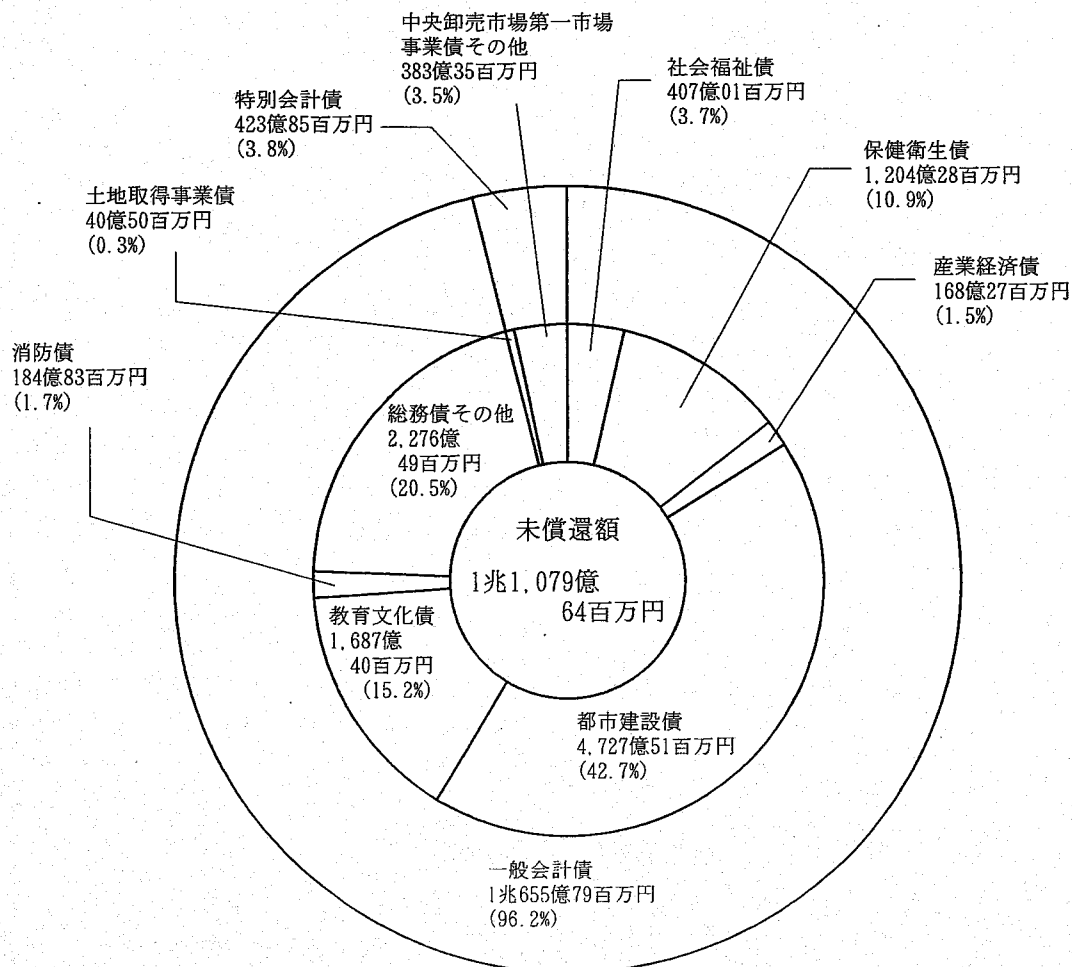 中央卸売市場第一市場
事業債その他
383億35百万円
(3.5%)
社会福祉債
407億01百万円
(3.7%)
特別会計債
423億85百万円
(3.8%)
保健衛生債
1,204億28百万円
(10.9%)
土地取得事業債
40億50百万円
(0.3%)
産業経済債
168億27百万円
(1.5%)
消防債
184億83百万円
(1.7%)
総務債その他
2,276億
49百万円
(20.5%)
未償還額
1兆1,079億
64百万円
教育文化債
1,687億
40百万円
(15.2%)
都市建設債
4,727億51百万円
(42.7%)
一般会計債
1兆655億79百万円
(96.2%)